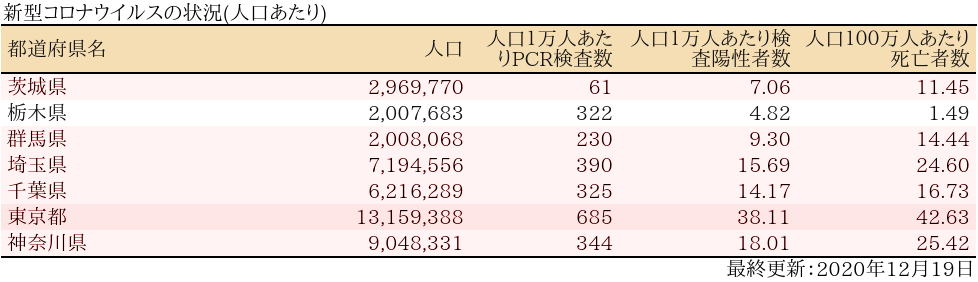 新型コロナウイルスの状況(人口あたり)
都道府県名 人口 人口1万人あたりPCR検査数 人口1万人あたり検査陽性者数 人口100万人あたり死亡者数
茨城県 2,969,770 61 7.06 11.45
栃木県 2,007,683 322 4.82 1.49
群馬県 2,008,068 230 9.30 14.44
埼玉県 7,194,556 390 15.69 24.60
千葉県 6,216,289 325 14.17 16.73
東京都 13,159,388 685 38.11 42.63
神奈川県 9,048,331 344 18.01 25.42
最終更新：2020年12月19日